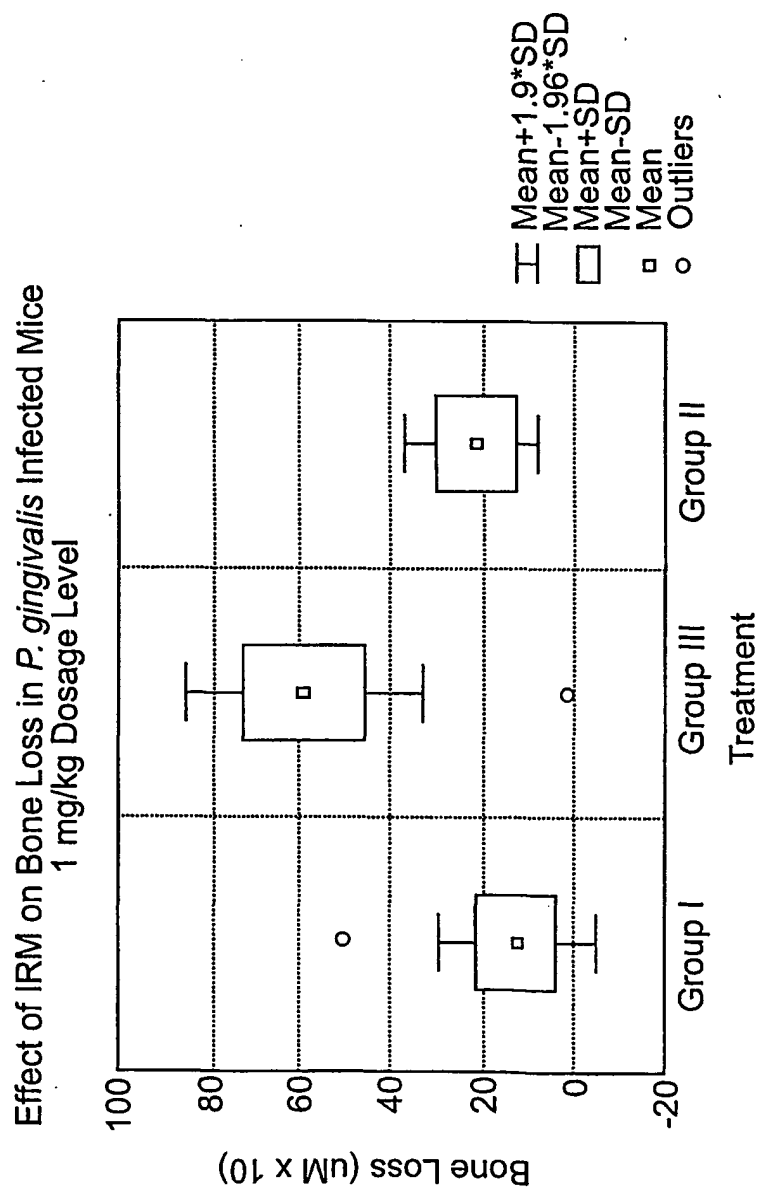 Effect of IRM on Bone Loss in P. gingivalis Infected Mice
1 mg/kg Dosage Level
Bone Loss (uM x 10)
100
80
60
40
20
0
-20
Group I
Group III
Group II
Treatment
Mean+1.9*SD
Mean-1.96*SD
Mean+SD
Mean-SD
Mean
Outliers